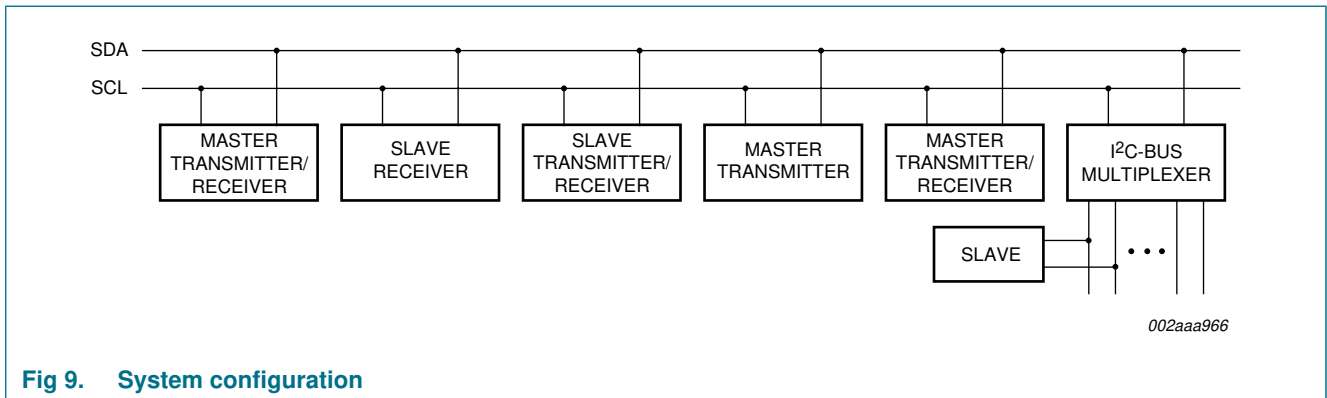 SDA
SCL
MASTER
TRANSMITTER/
RECEIVER
SLAVE
RECEIVER
SLAVE
TRANSMITTER/
RECEIVER
MASTER
TRANSMITTER
MASTER
TRANSMITTER/
RECEIVER
I²C-BUS
MULTIPLEXER
SLAVE
002aaa966
Fig 9. System configuration